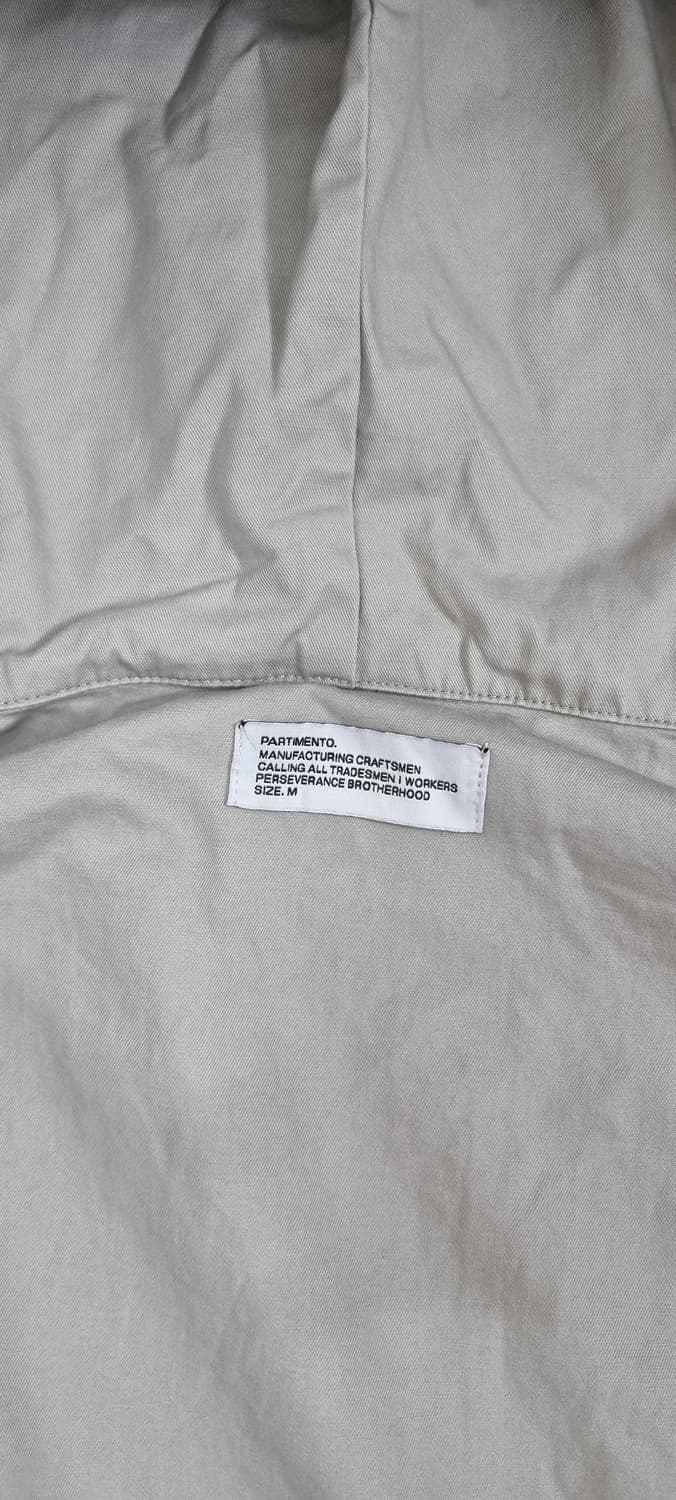 PARTIMENTO.
MANUFACTURING CRAFTSMEN
CALLING ALL TRADESMEN I WORKERS
PERSEVERANCE BROTHERHOOD
SIZE. M